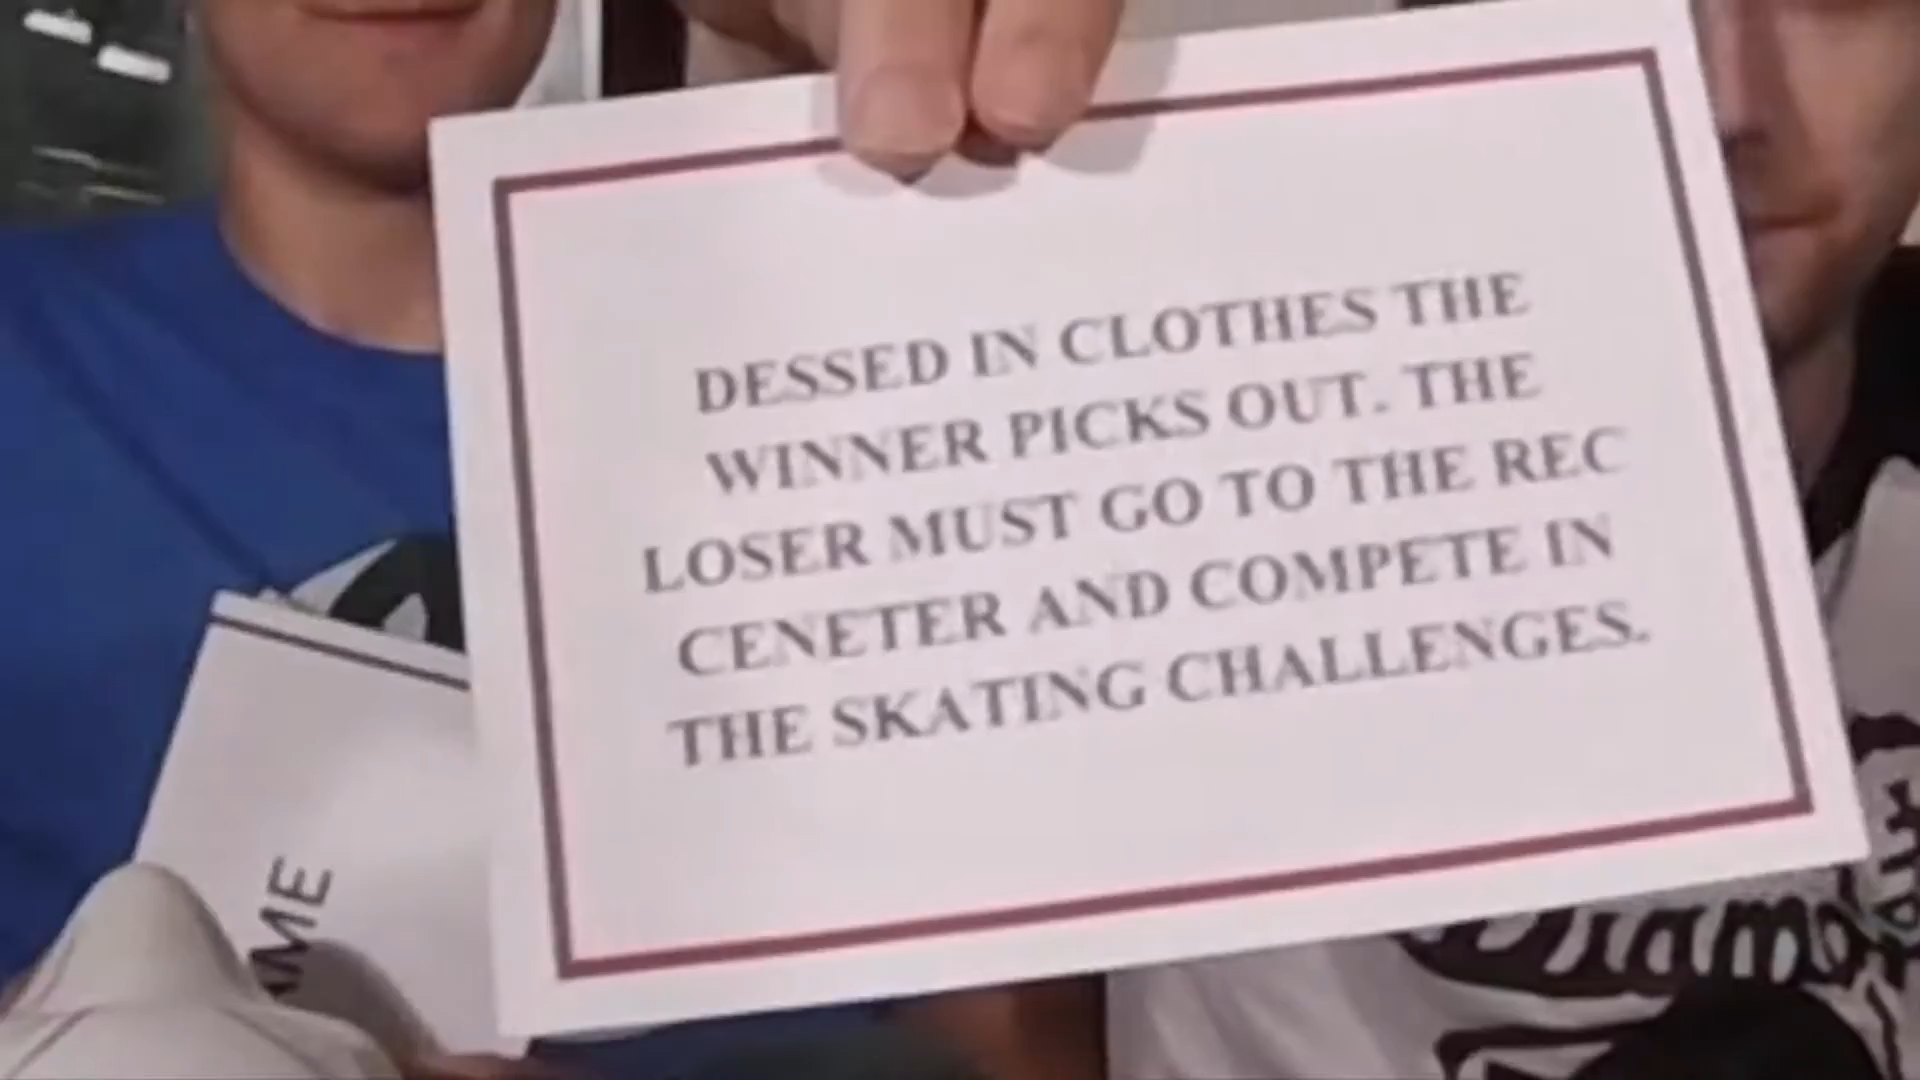 DESSED IN CLOTHES THE
WINNER PICKS OUT. THE
LOSER MUST GO TO THE REC
CENETER AND COMPETE IN
THE SKATING CHALLENGES.